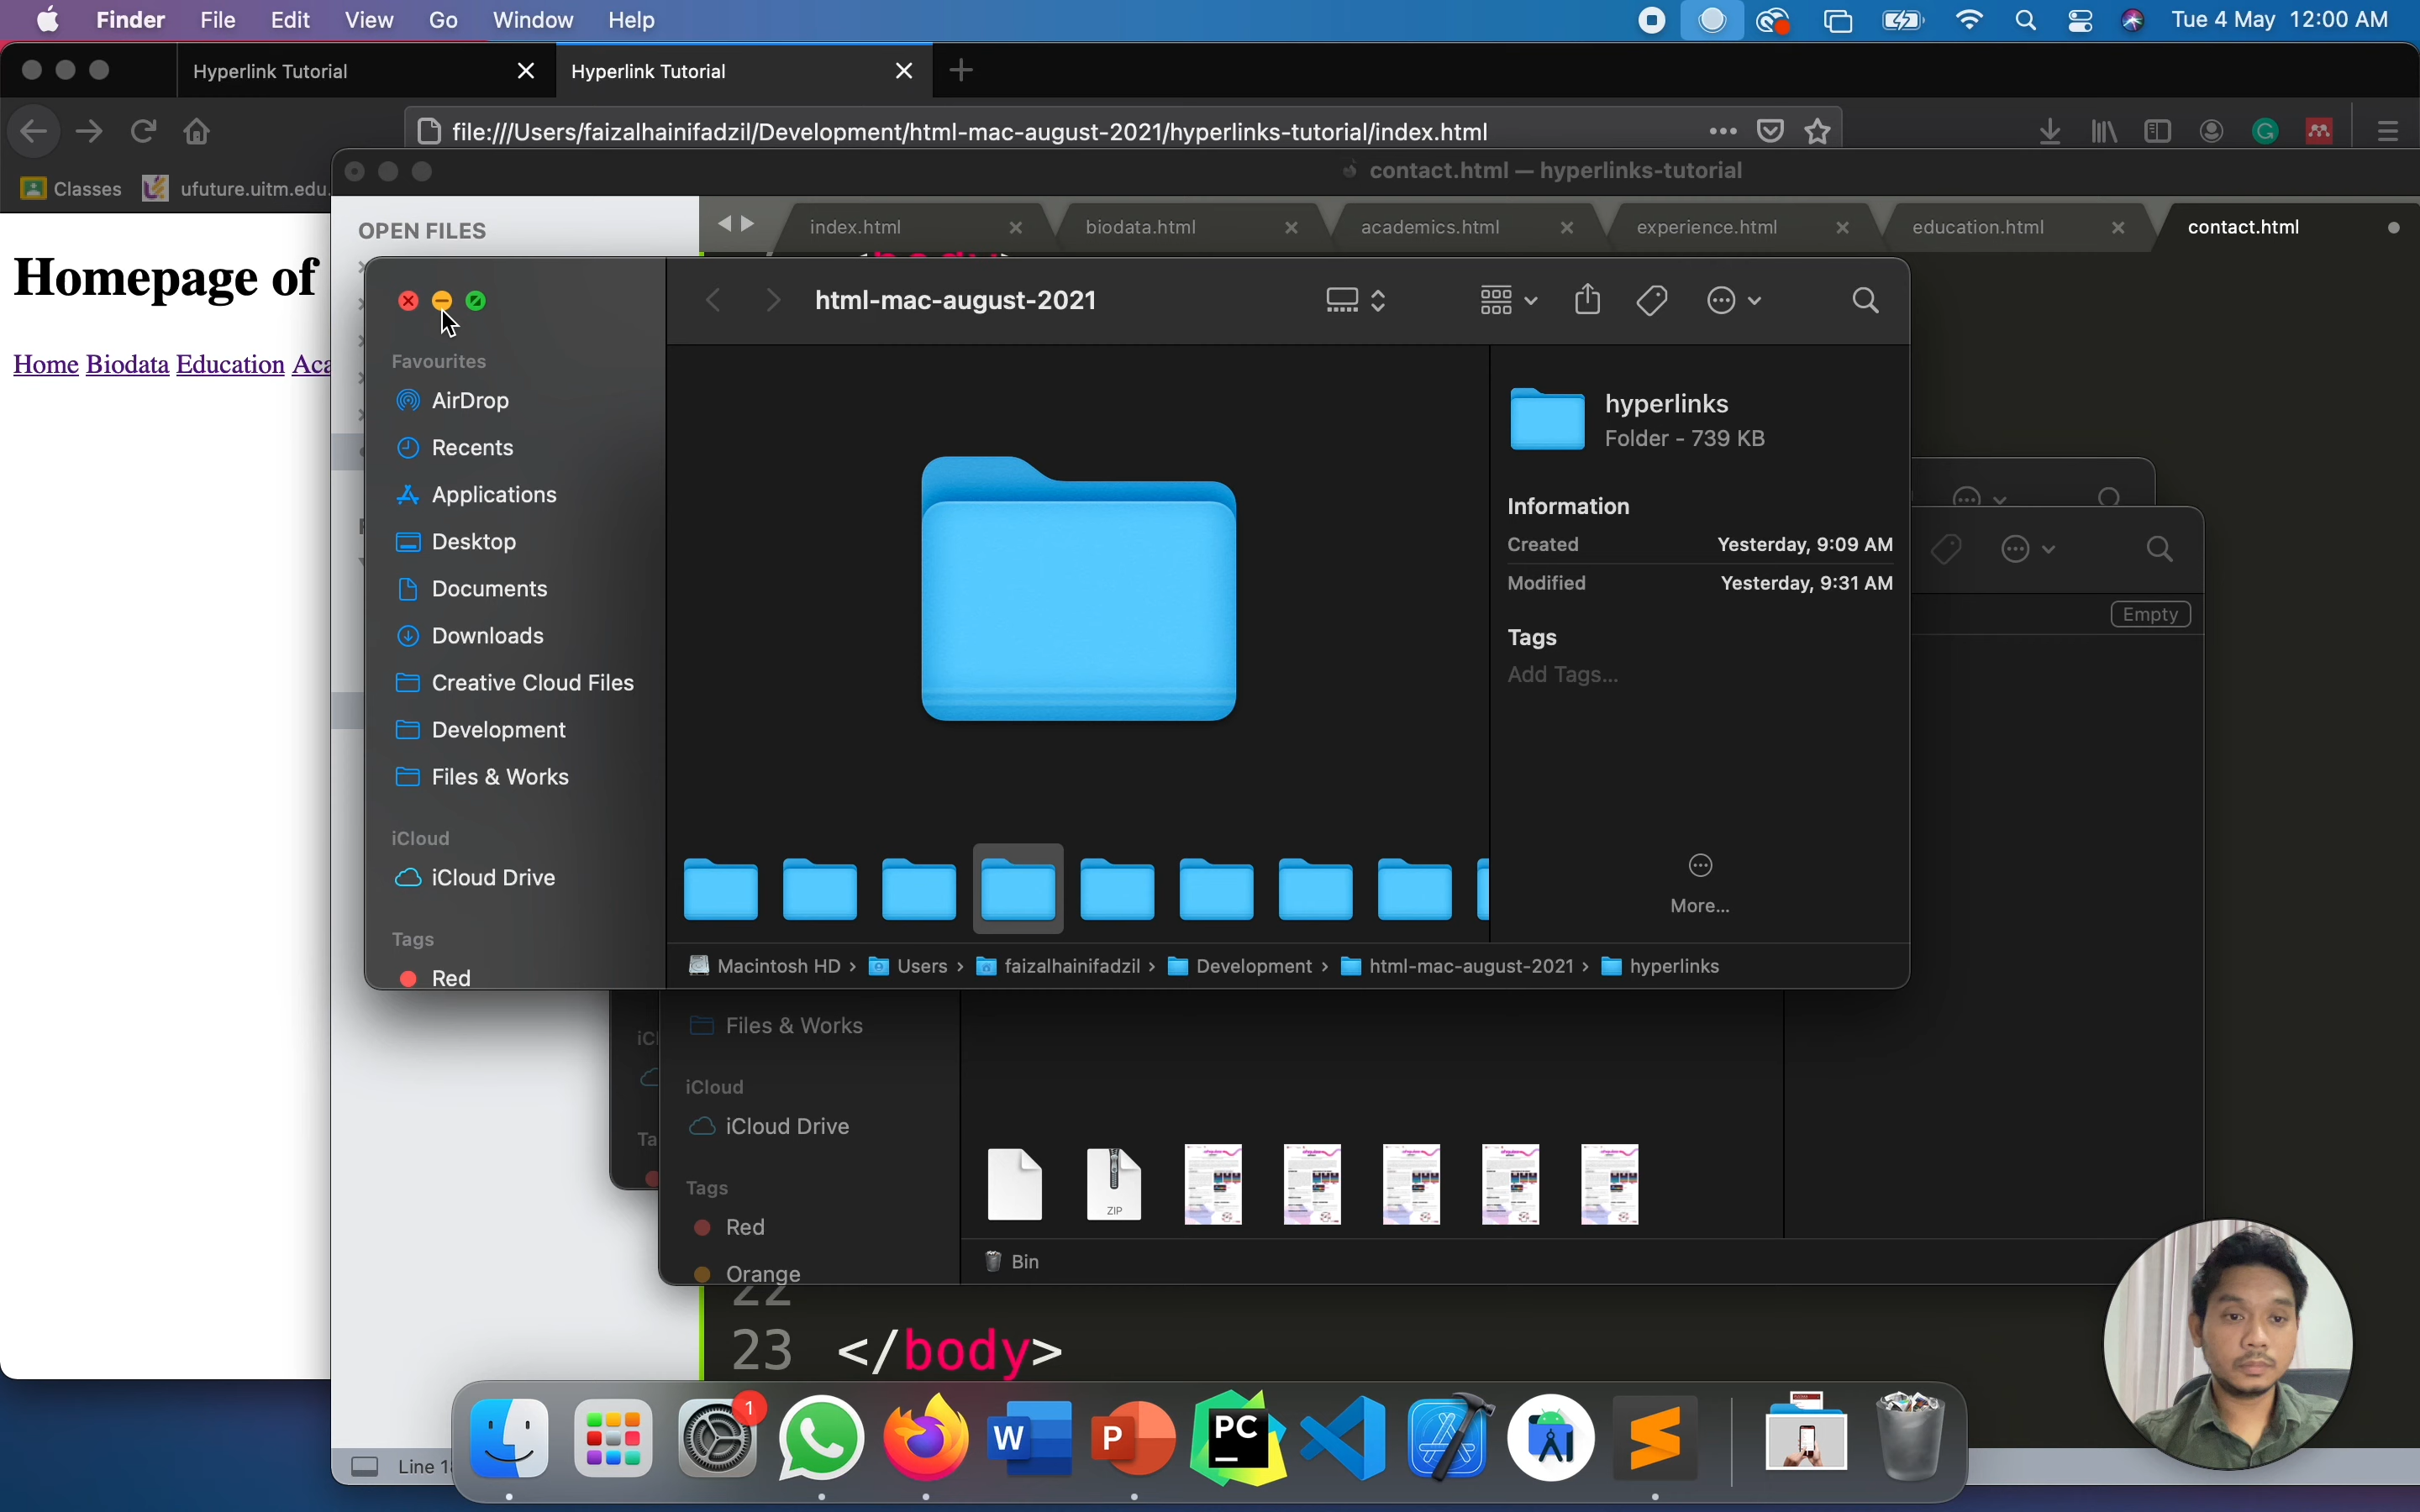 Finder File Edit View Go Window Help Tue 4 May 12:00 AM
Hyperlink Tutorial Hyperlink Tutorial
file:///Users/faizalhainifadzil/Development/html-mac-august-2021/hyperlinks-tutorial/index.html
Classes ufuture.uitm.edu.
contact.html — hyperlinks-tutorial
OPEN FILES
index.html biodata.html academics.html experience.html education.html contact.html
Homepage of
Home Biodata Education Aca
html-mac-august-2021
Favourites
AirDrop
Recents
Applications
Desktop
Documents
Downloads
Creative Cloud Files
Development
Files & Works
iCloud
iCloud Drive
Tags
Red
hyperlinks
Folder - 739 KB
Information
Created Yesterday, 9:09 AM
Modified Yesterday, 9:31 AM
Tags
Add Tags...
More...
Macintosh HD › Users › faizalhainifadzil › Development › html-mac-august-2021 › hyperlinks
Empty
Files & Works
iCloud
iCloud Drive
Tags
Red
Orange
ZIP
Bin
22
23 </body>
Line 1
1
W
P
PC